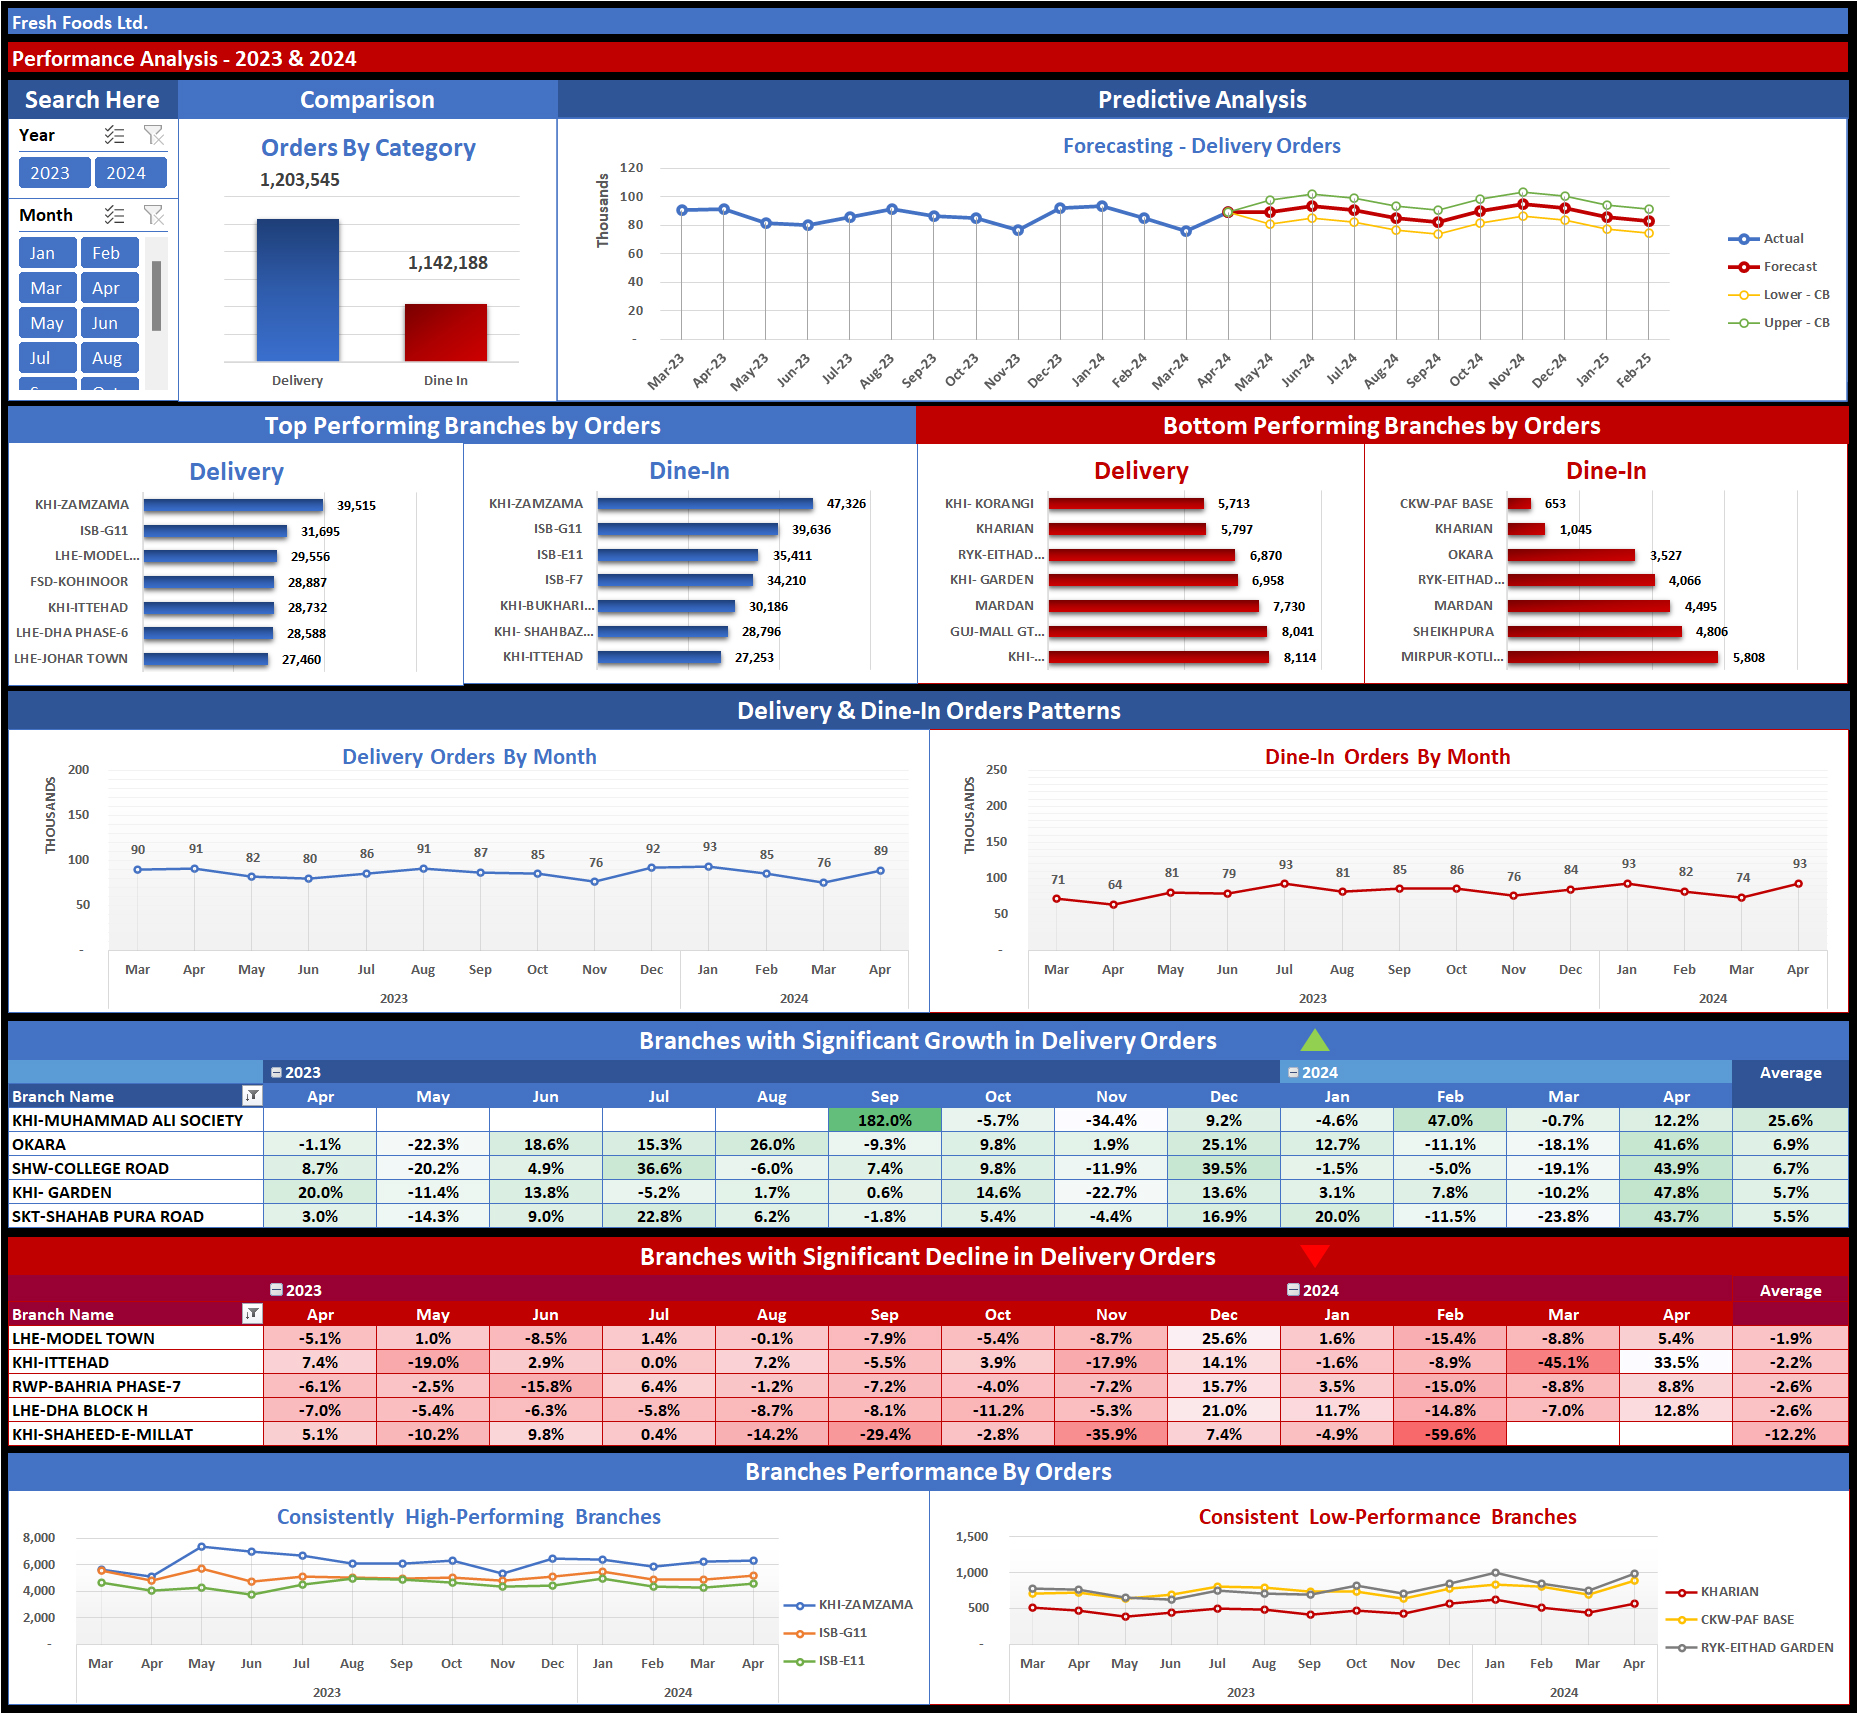 Fresh Foods Ltd.
Performance Analysis - 2023 & 2024
Search Here
Year
2023 2024
Month
Jan Feb
Mar Apr
May Jun
Jul Aug
Comparison
Orders By Category
1,203,545
1,142,188
Delivery Dine In
Predictive Analysis
Forecasting - Delivery Orders
Thousands
120
100
80
60
40
20
-
Mar-23 Apr-23 May-23 Jun-23 Jul-23 Aug-23 Sep-23 Oct-23 Nov-23 Dec-23 Jan-24 Feb-24 Mar-24 Apr-24 May-24 Jun-24 Jul-24 Aug-24 Sep-24 Oct-24 Nov-24 Dec-24 Jan-25 Feb-25
Actual
Forecast
Lower - CB
Upper - CB
Top Performing Branches by Orders
Delivery
KHI-ZAMZAMA 39,515
ISB-G11 31,695
LHE-MODEL... 29,556
FSD-KOHINOOR 28,887
KHI-ITTEHAD 28,732
LHE-DHA PHASE-6 28,588
LHE-JOHAR TOWN 27,460
Dine-In
KHI-ZAMZAMA 47,326
ISB-G11 39,636
ISB-E11 35,411
ISB-F7 34,210
KHI-BUKHARI... 30,186
KHI- SHAHBAZ... 28,796
KHI-ITTEHAD 27,253
Bottom Performing Branches by Orders
Delivery
KHI- KORANGI 5,713
KHARIAN 5,797
RYK-EITHAD... 6,870
KHI- GARDEN 6,958
MARDAN 7,730
GUJ-MALL GT... 8,041
KHI-... 8,114
Dine-In
CKW-PAF BASE 653
KHARIAN 1,045
OKARA 3,527
RYK-EITHAD... 4,066
MARDAN 4,495
SHEIKHPURA 4,806
MIRPUR-KOTLI... 5,808
Delivery & Dine-In Orders Patterns
Delivery Orders By Month
THOUSANDS
200
150
100
50
-
90 91 82 80 86 91 87 85 76 92 93 85 76 89
Mar Apr May Jun Jul Aug Sep Oct Nov Dec Jan Feb Mar Apr
2023 2024
Dine-In Orders By Month
THOUSANDS
250
200
150
100
50
-
71 64 81 79 93 81 85 86 76 84 93 82 74 93
Mar Apr May Jun Jul Aug Sep Oct Nov Dec Jan Feb Mar Apr
2023 2024
Branches with Significant Growth in Delivery Orders
2023 2024 Average
Branch Name Apr May Jun Jul Aug Sep Oct Nov Dec Jan Feb Mar Apr
KHI-MUHAMMAD ALI SOCIETY 182.0% -5.7% -34.4% 9.2% -4.6% 47.0% -0.7% 12.2% 25.6%
OKARA -1.1% -22.3% 18.6% 15.3% 26.0% -9.3% 9.8% 1.9% 25.1% 12.7% -11.1% -18.1% 41.6% 6.9%
SHW-COLLEGE ROAD 8.7% -20.2% 4.9% 36.6% -6.0% 7.4% 9.8% -11.9% 39.5% -1.5% -5.0% -19.1% 43.9% 6.7%
KHI- GARDEN 20.0% -11.4% 13.8% -5.2% 1.7% 0.6% 14.6% -22.7% 13.6% 3.1% 7.8% -10.2% 47.8% 5.7%
SKT-SHAHAB PURA ROAD 3.0% -14.3% 9.0% 22.8% 6.2% -1.8% 5.4% -4.4% 16.9% 20.0% -11.5% -23.8% 43.7% 5.5%
Branches with Significant Decline in Delivery Orders
2023 2024 Average
Branch Name Apr May Jun Jul Aug Sep Oct Nov Dec Jan Feb Mar Apr
LHE-MODEL TOWN -5.1% 1.0% -8.5% 1.4% -0.1% -7.9% -5.4% -8.7% 25.6% 1.6% -15.4% -8.8% 5.4% -1.9%
KHI-ITTEHAD 7.4% -19.0% 2.9% 0.0% 7.2% -5.5% 3.9% -17.9% 14.1% -1.6% -8.9% -45.1% 33.5% -2.2%
RWP-BAHRIA PHASE-7 -6.1% -2.5% -15.8% 6.4% -1.2% -7.2% -4.0% -7.2% 15.7% 3.5% -15.0% -8.8% 8.8% -2.6%
LHE-DHA BLOCK H -7.0% -5.4% -6.3% -5.8% -8.7% -8.1% -11.2% -5.3% 21.0% 11.7% -14.8% -7.0% 12.8% -2.6%
KHI-SHAHEED-E-MILLAT 5.1% -10.2% 9.8% 0.4% -14.2% -29.4% -2.8% -35.9% 7.4% -4.9% -59.6% -12.2%
Branches Performance By Orders
Consistently High-Performing Branches
8,000
6,000
4,000
2,000
-
Mar Apr May Jun Jul Aug Sep Oct Nov Dec Jan Feb Mar Apr
2023 2024
KHI-ZAMZAMA
ISB-G11
ISB-E11
Consistent Low-Performance Branches
1,500
1,000
500
-
Mar Apr May Jun Jul Aug Sep Oct Nov Dec Jan Feb Mar Apr
2023 2024
KHARIAN
CKW-PAF BASE
RYK-EITHAD GARDEN